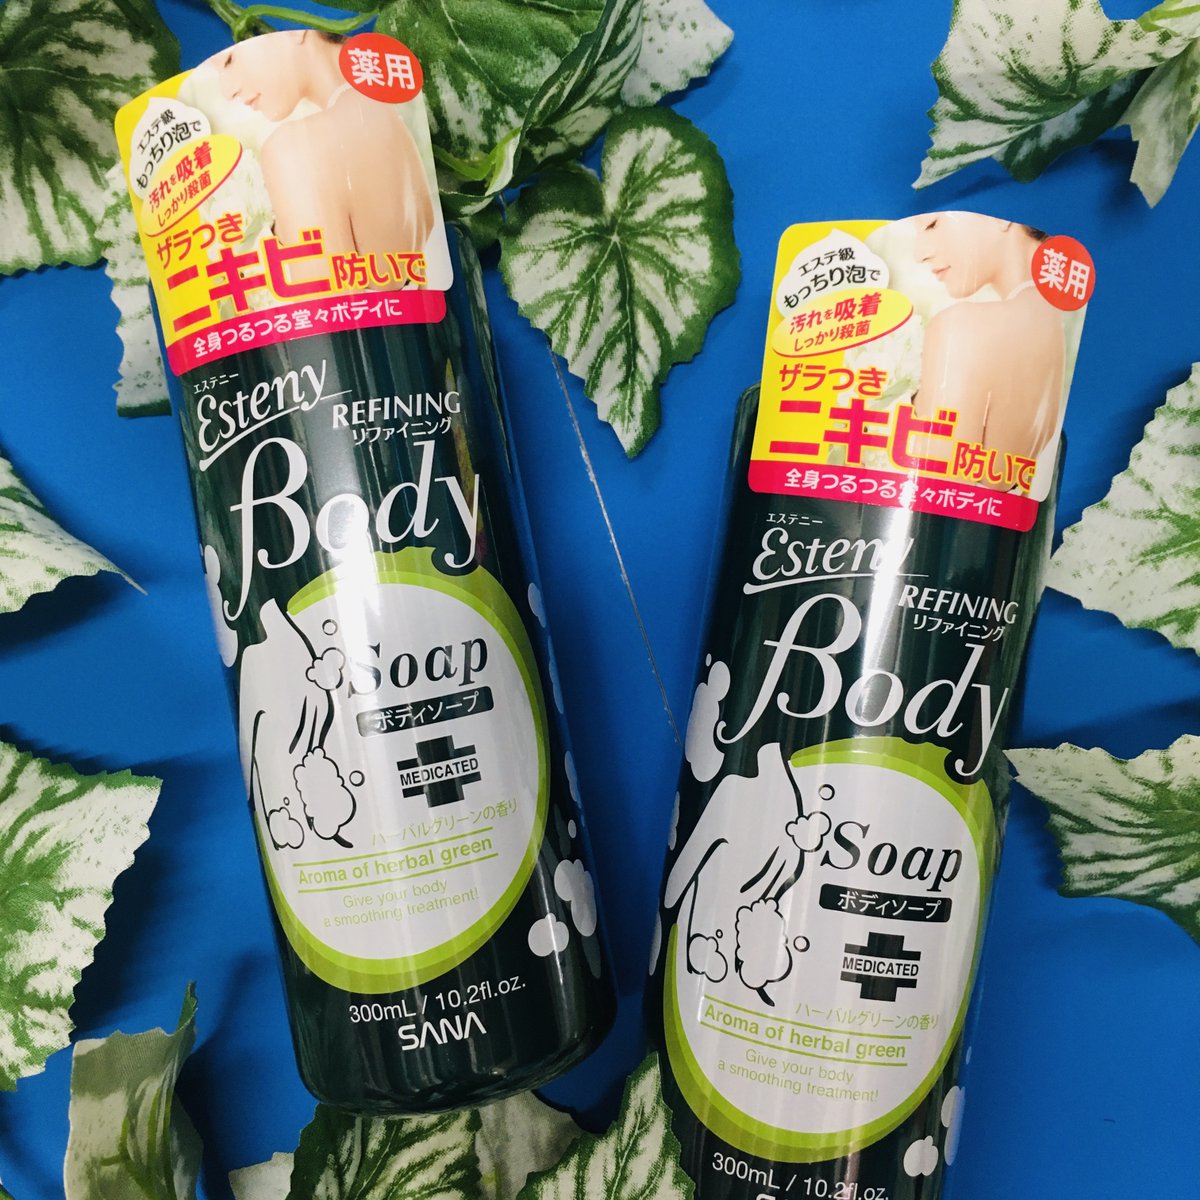 薬用
エステ級
もっちり泡で
汚れを吸着
しっかり殺菌
ザラつき
ニキビ防いで
全身つるつる堂々ボディに
エステニー
Esteny
REFINING
リファイニング
Body
Soap
ボディソープ
MEDICATED
ハーバルグリーンの香り
Aroma of herbal green
Give your body
a smoothing treatment!
300mL / 10.2fl.oz.
SANA
薬用
エステ級
もっちり泡で
汚れを吸着
しっかり殺菌
ザラつき
ニキビ防いで
全身つるつる堂々ボディに
エステニー
Esteny
REFINING
リファイニング
Body
Soap
ボディソープ
MEDICATED
ハーバルグリーンの香り
Aroma of herbal green
Give your body
a smoothing treatment!
300mL / 10.2fl.oz.